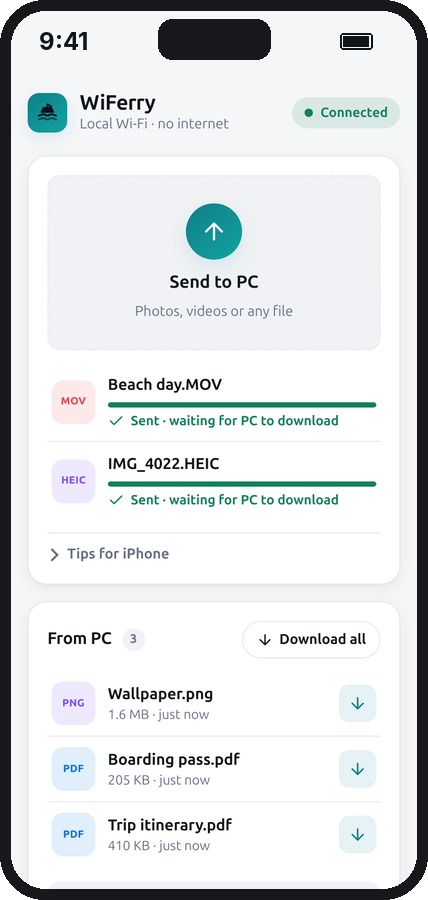 9:41
WiFerry
Local Wi-Fi · no internet
Connected
Send to PC
Photos, videos or any file
MOV
Beach day.MOV
Sent · waiting for PC to download
HEIC
IMG_4022.HEIC
Sent · waiting for PC to download
Tips for iPhone
From PC 3
Download all
PNG
Wallpaper.png
1.6 MB · just now
PDF
Boarding pass.pdf
205 KB · just now
PDF
Trip itinerary.pdf
410 KB · just now